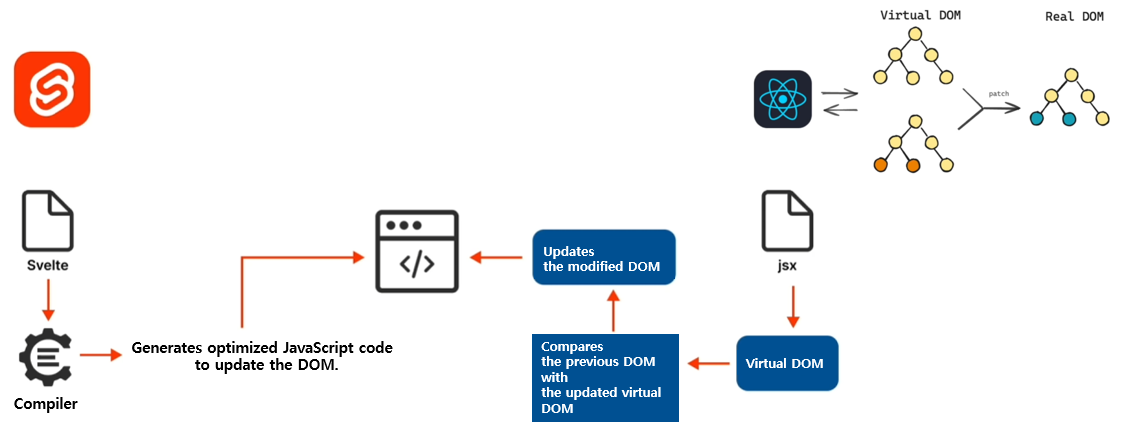 Virtual DOM
Real DOM
patch
Svelte
</>
Updates
the modified DOM
jsx
Generates optimized JavaScript code
to update the DOM.
Compares
the previous DOM
with
the updated virtual
DOM
Virtual DOM
Compiler